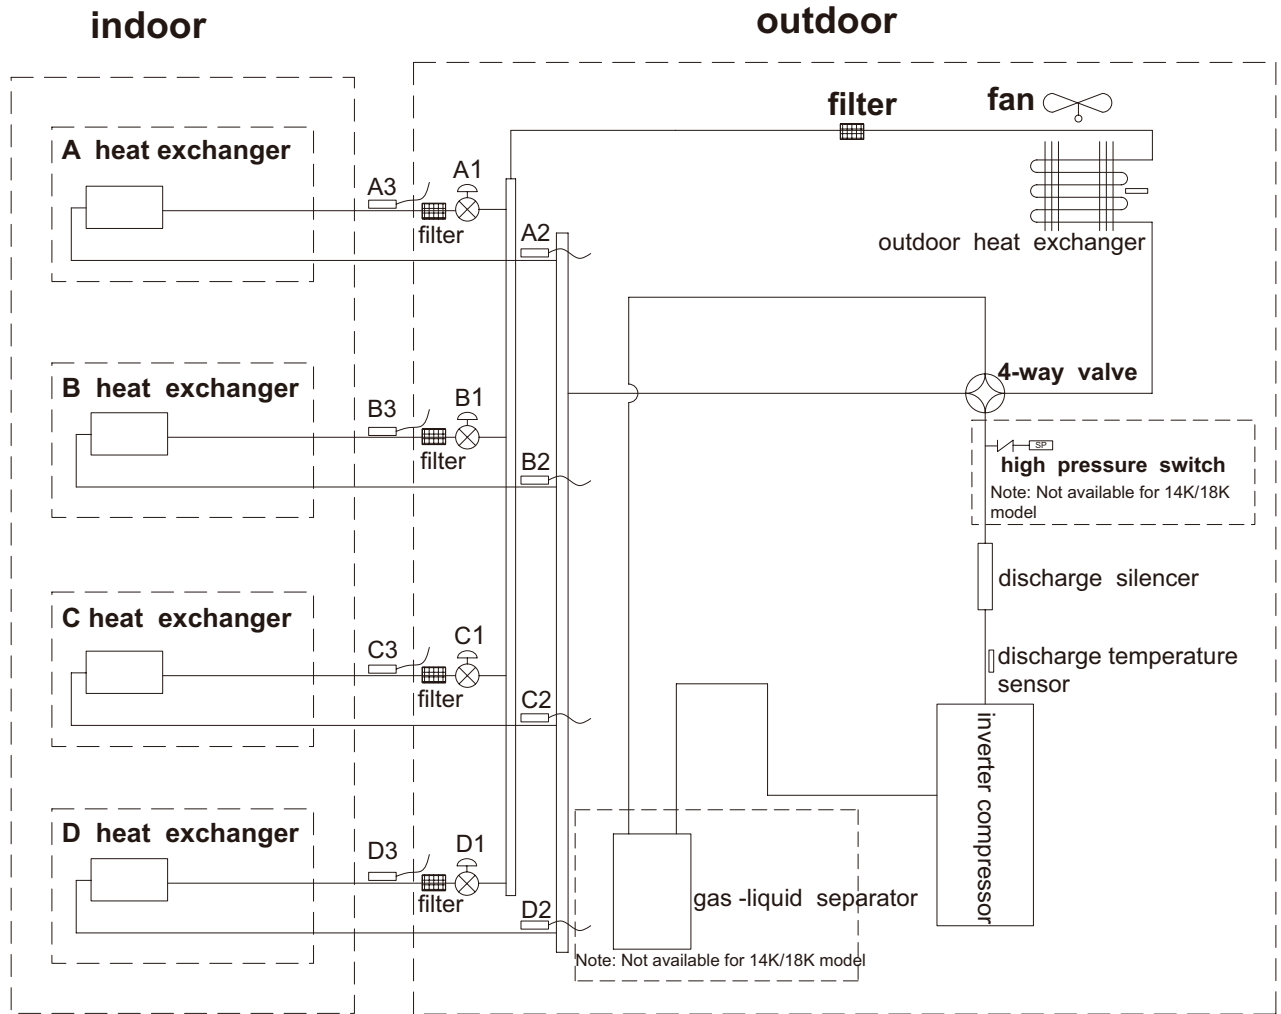 indoor
outdoor
filter
fan
A heat exchanger
A3
A1
filter
A2
outdoor heat exchanger
B heat exchanger
B3
B1
filter
B2
4-way valve
SP
high pressure switch
Note: Not available for 14K/18K
model
discharge silencer
C heat exchanger
C3
C1
filter
C2
discharge temperature
sensor
inverter compressor
D heat exchanger
D3
D1
filter
D2
gas -liquid separator
Note: Not available for 14K/18K model